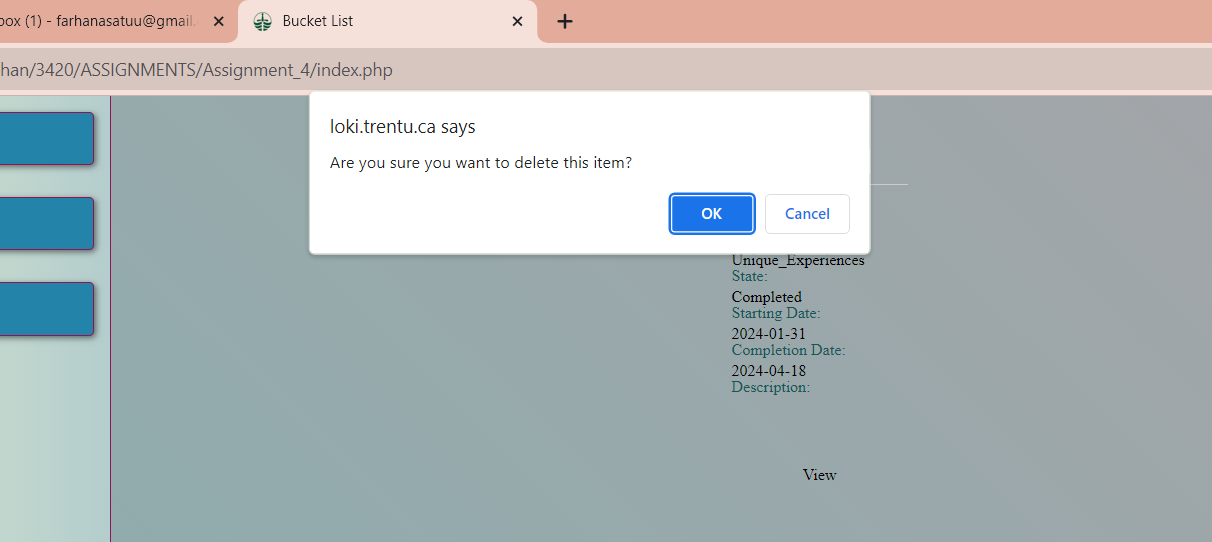 box (1) - farhanasatuu@gmail.
Bucket List
han/3420/ASSIGNMENTS/Assignment_4/index.php
loki.trentu.ca says
Are you sure you want to delete this item?
OK
Cancel
Unique_Experiences
State:
Completed
Starting Date:
2024-01-31
Completion Date:
2024-04-18
Description:
View